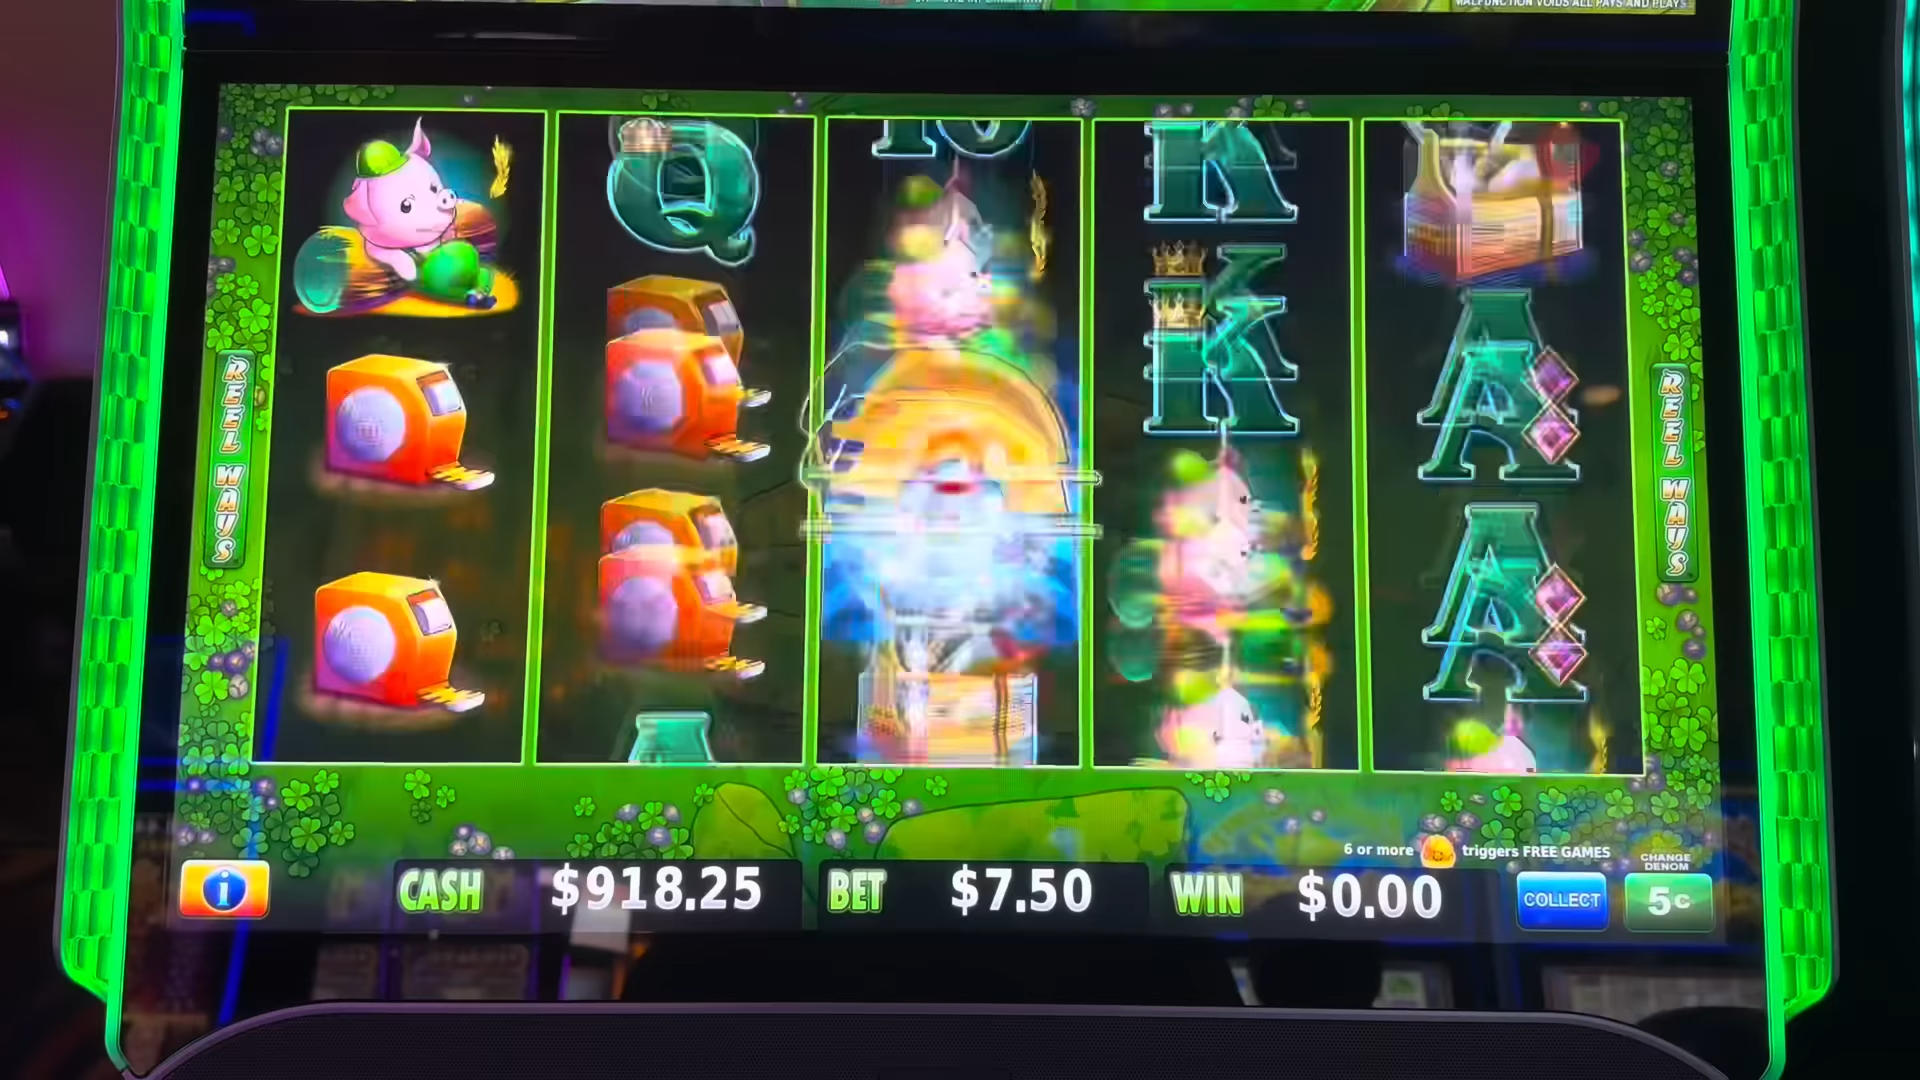 MALFUNCTION VOIDS ALL PAYS AND PLAYS
Q
10
K
K
K
A
A
A
A
REEL WAYS
REEL WAYS
6 or more triggers FREE GAMES
CHANGE DENOM
CASH $918.25 BET $7.50 WIN $0.00 COLLECT 5¢